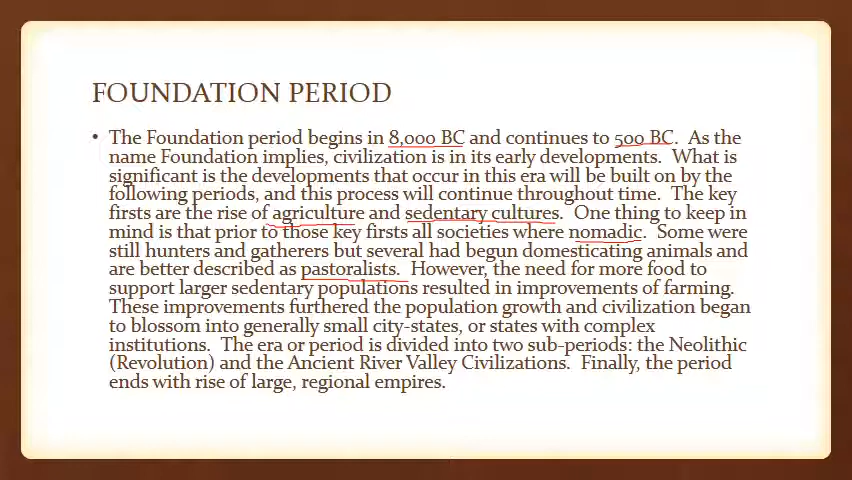 FOUNDATION PERIOD
• The Foundation period begins in 8,000 BC and continues to 500 BC. As the
name Foundation implies, civilization is in its early developments. What is
significant is the developments that occur in this era will be built on by the
following periods, and this process will continue throughout time. The key
firsts are the rise of agriculture and sedentary cultures. One thing to keep in
mind is that prior to those key firsts all societies where nomadic. Some were
still hunters and gatherers but several had begun domesticating animals and
are better described as pastoralists. However, the need for more food to
support larger sedentary populations resulted in improvements of farming.
These improvements furthered the population growth and civilization began
to blossom into generally small city-states, or states with complex
institutions. The era or period is divided into two sub-periods: the Neolithic
(Revolution) and the Ancient River Valley Civilizations. Finally, the period
ends with rise of large, regional empires.